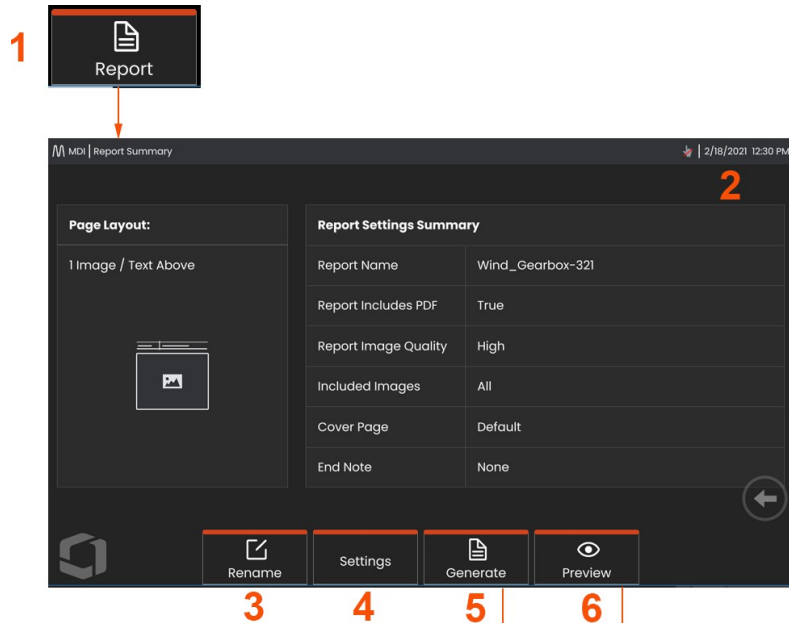 1
Report
MDI | Report Summary
2/18/2021 12:30 PM
2
Page Layout:
1 Image / Text Above
Report Settings Summary
Report Name Wind_Gearbox-321
Report Includes PDF True
Report Image Quality High
Included Images All
Cover Page Default
End Note None
Rename
Settings
Generate
Preview
3
4
5
6